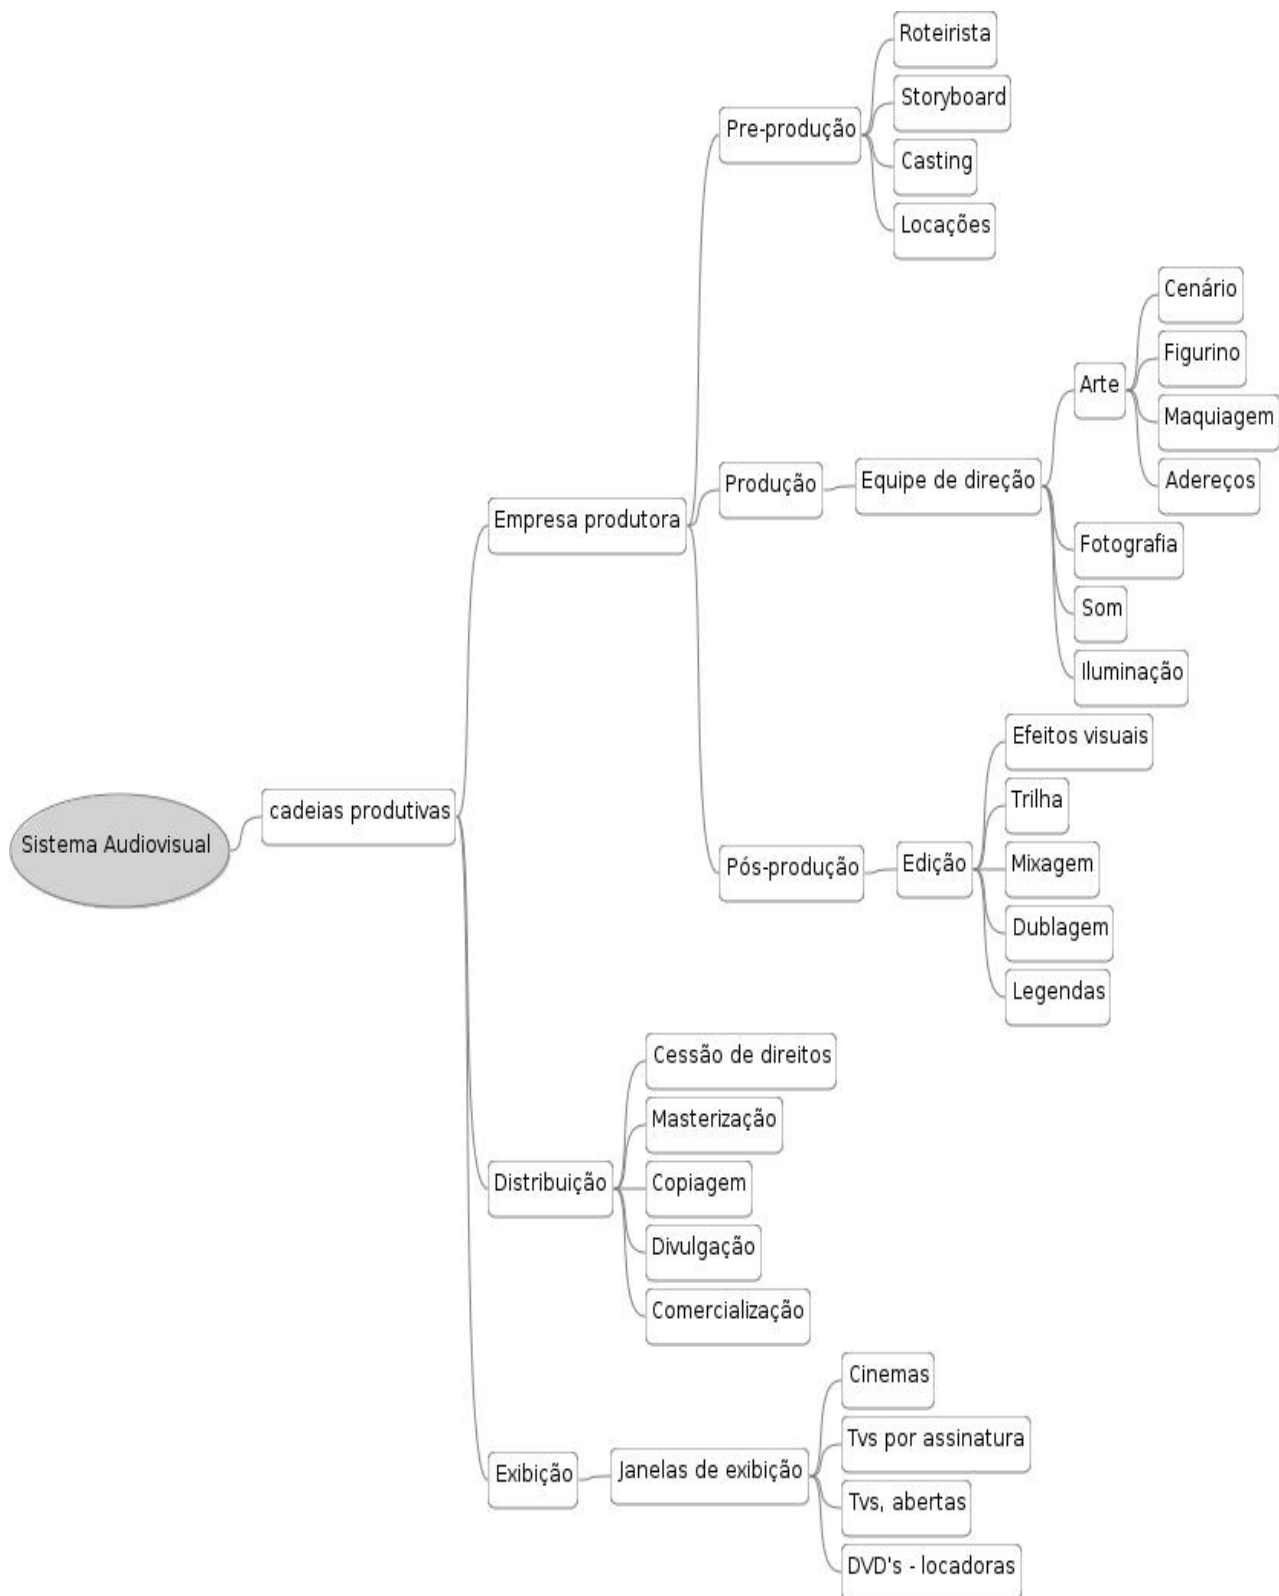 Sistema Audiovisual
cadeias produtivas
Empresa produtora
Pre-produção
Roteirista
Storyboard
Casting
Locações
Produção
Equipe de direção
Arte
Cenário
Figurino
Maquiagem
Adereços
Fotografia
Som
Iluminação
Pós-produção
Edição
Efeitos visuais
Trilha
Mixagem
Dublagem
Legendas
Distribuição
Cessão de direitos
Masterização
Copiagem
Divulgação
Comercialização
Exibição
Janelas de exibição
Cinemas
Tvs por assinatura
Tvs, abertas
DVD's - locadoras